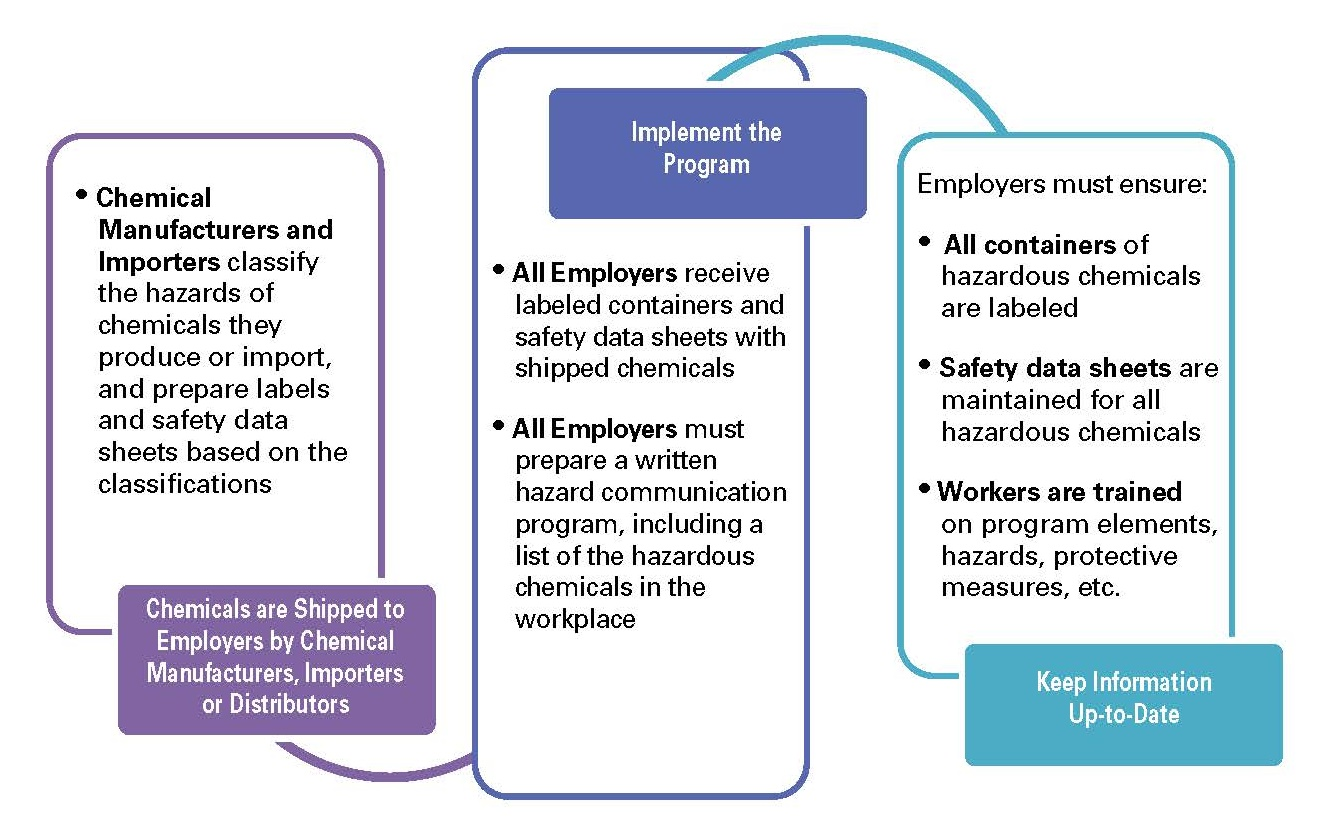 • Chemical
Manufacturers and
Importers classify
the hazards of
chemicals they
produce or import,
and prepare labels
and safety data
sheets based on the
classifications
Chemicals are Shipped to
Employers by Chemical
Manufacturers, Importers
or Distributors
Implement the
Program
• All Employers receive
labeled containers and
safety data sheets with
shipped chemicals
• All Employers must
prepare a written
hazard communication
program, including a
list of the hazardous
chemicals in the
workplace
Employers must ensure:
• All containers of
hazardous chemicals
are labeled
• Safety data sheets are
maintained for all
hazardous chemicals
• Workers are trained
on program elements,
hazards, protective
measures, etc.
Keep Information
Up-to-Date